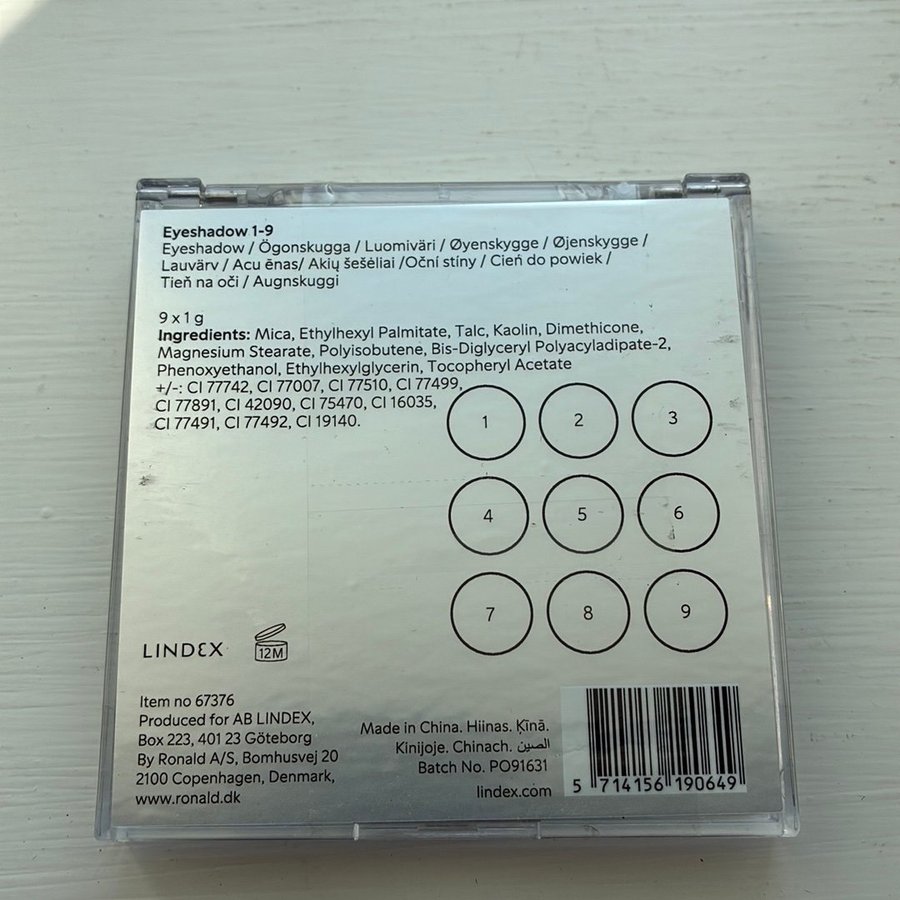 Eyeshadow 1-9
Eyeshadow / Ögonskugga / Luomiväri / Øyenskygge / Øjenskygge /
Lauvärv / Acu ēnas/ Akių šešėliai /Oční stíny / Cień do powiek /
Tieň na oči / Augnskuggi
9 x 1 g
Ingredients: Mica, Ethylhexyl Palmitate, Talc, Kaolin, Dimethicone,
Magnesium Stearate, Polyisobutene, Bis-Diglyceryl Polyacyladipate-2,
Phenoxyethanol, Ethylhexylglycerin, Tocopheryl Acetate
+/-: CI 77742, CI 77007, CI 77510, CI 77499,
CI 77891, CI 42090, CI 75470, CI 16035,
CI 77491, CI 77492, CI 19140.
1 2 3
4 5 6
7 8 9
LINDEX
12M
Item no 67376
Produced for AB LINDEX,
Box 223, 401 23 Göteborg
By Ronald A/S, Bomhusvej 20
2100 Copenhagen, Denmark,
www.ronald.dk
Made in China. Hiinas. Ķīnā.
Kinijoje. Chinach. الصين
Batch No. PO91631
lindex.com
5 714156 190649